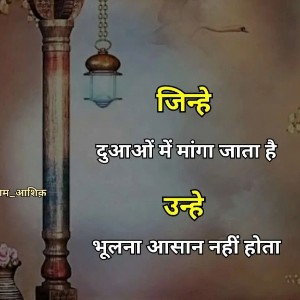 जिन्हे
दुआओं में मांगा जाता है
उन्हे
भूलना आसान नहीं होता